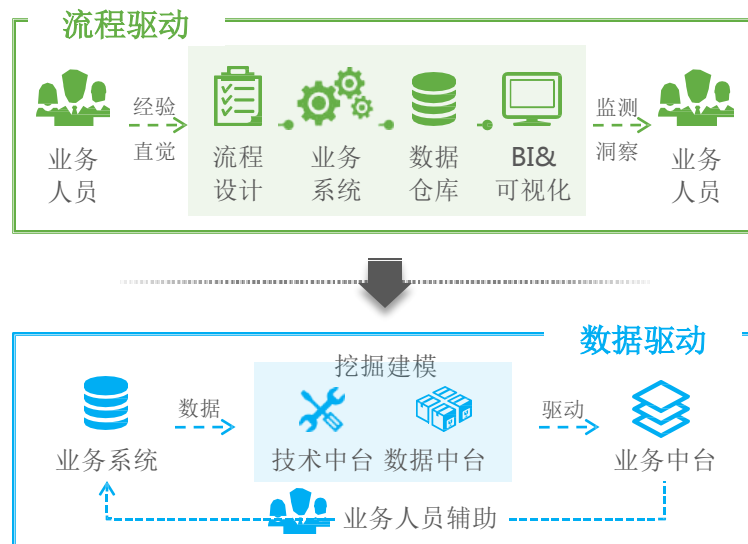 流程驱动
经验
直觉
监测
洞察
业务
人员
流程
设计
业务
系统
数据
仓库
BI&
可视化
业务
人员
数据驱动
挖掘建模
数据
驱动
业务系统
技术中台
数据中台
业务中台
业务人员辅助